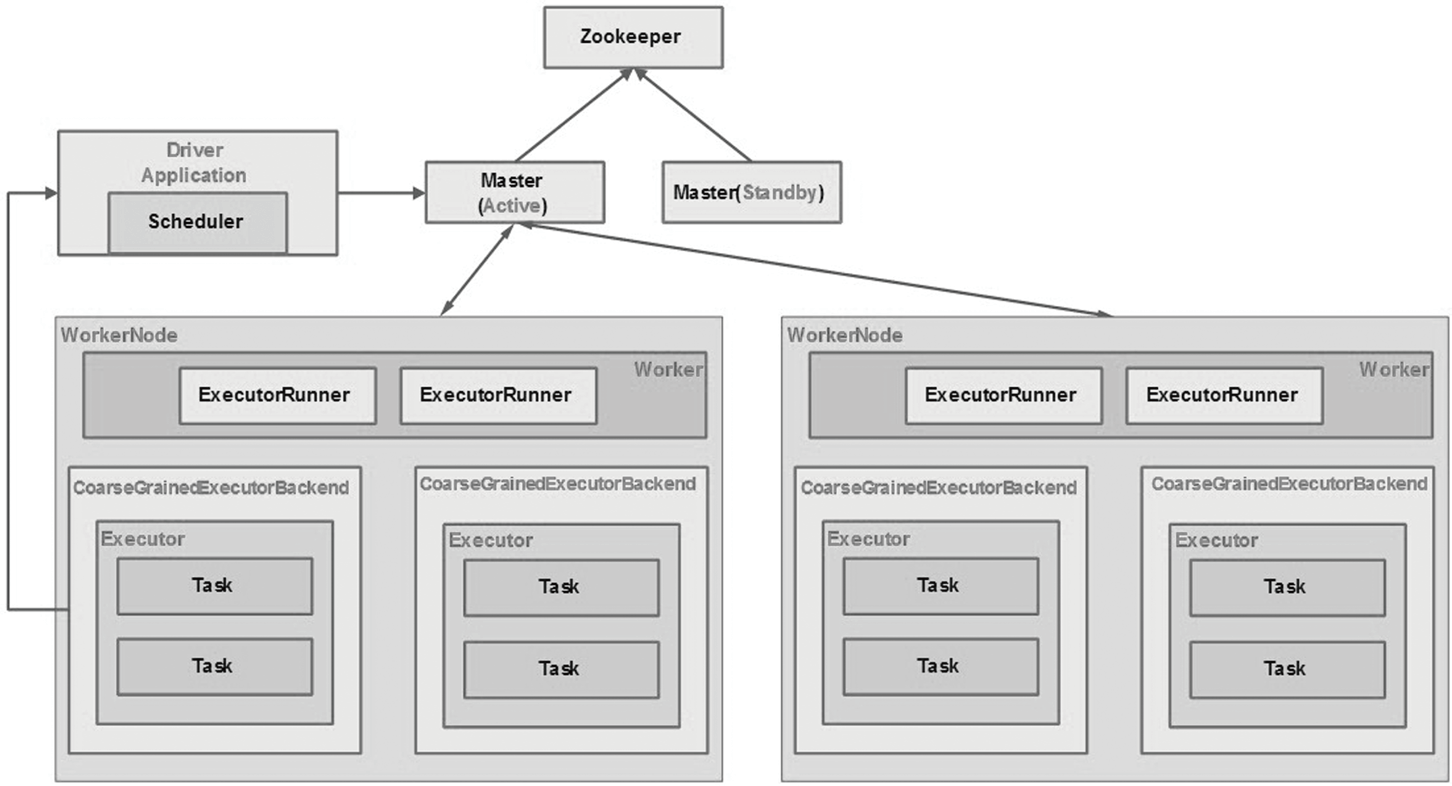 Zookeeper
Driver
Application
Scheduler
Master
(Active)
Master(Standby)
WorkerNode
Worker
ExecutorRunner
ExecutorRunner
CoarseGrainedExecutorBackend
Executor
Task
Task
CoarseGrainedExecutorBackend
Executor
Task
Task
WorkerNode
Worker
ExecutorRunner
ExecutorRunner
CoarseGrainedExecutorBackend
Executor
Task
Task
CoarseGrainedExecutorBackend
Executor
Task
Task